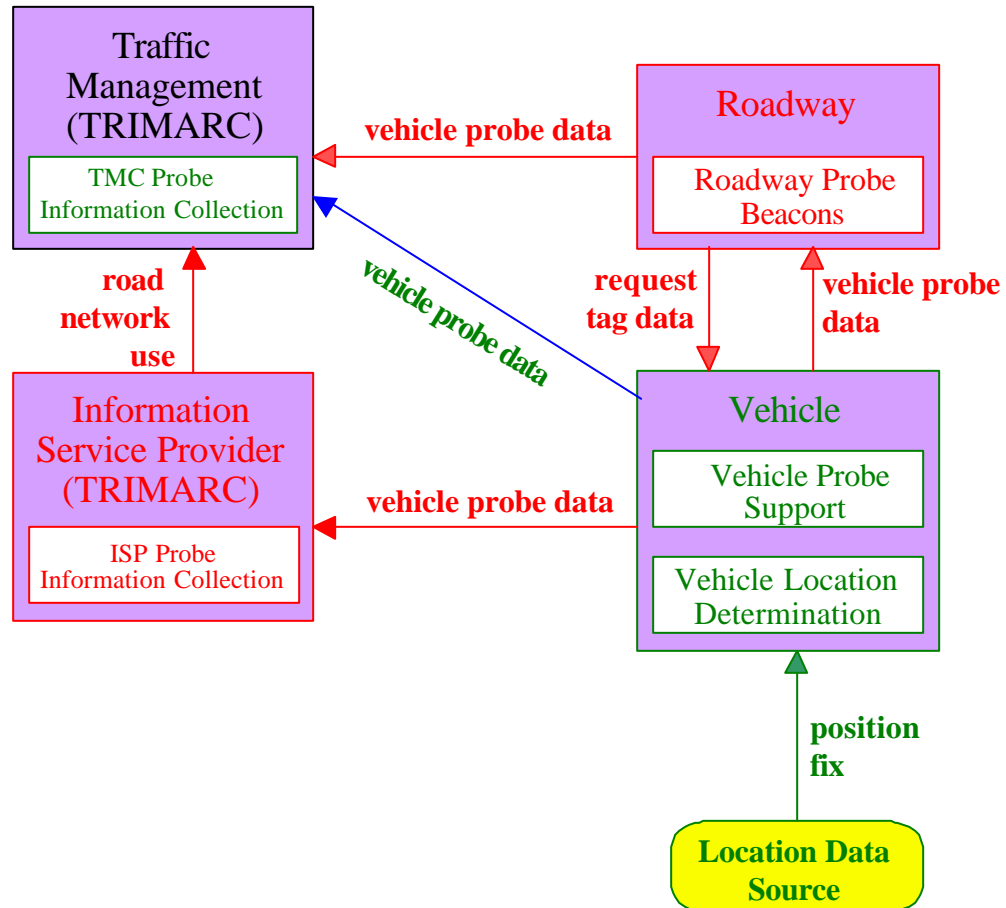 Traffic
Management
(TRIMARC)
TMC Probe
Information Collection
vehicle probe data
Roadway
Roadway Probe
Beacons
road
network
use
vehicle probe data
request
tag data
vehicle probe
data
Information
Service Provider
(TRIMARC)
ISP Probe
Information Collection
vehicle probe data
Vehicle
Vehicle Probe
Support
Vehicle Location
Determination
position
fix
Location Data
Source